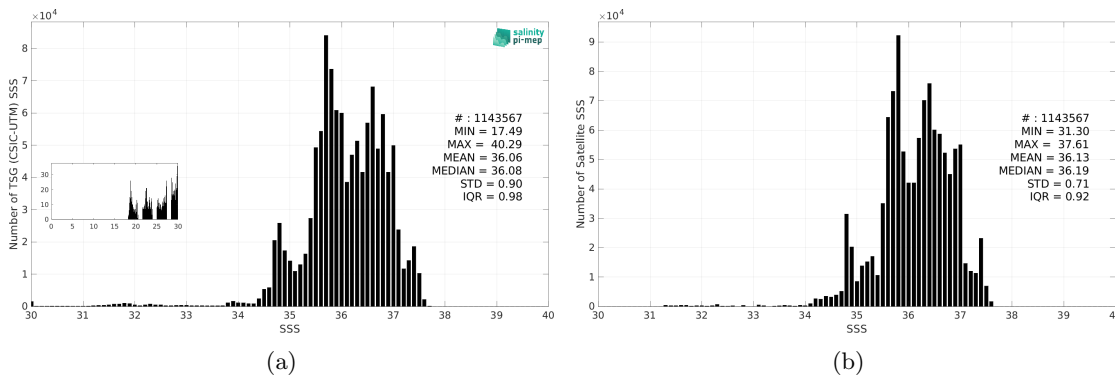 ×10⁴
8
7
6
5
4
3
2
1
0
Number of TSG (CSIC-UTM) SSS
salinity
pi-mep
# : 1143567
MIN = 17.49
MAX = 40.29
MEAN = 36.06
MEDIAN = 36.08
STD = 0.90
IQR = 0.98
30
20
10
0
0 5 10 15 20 25 30
30 31 32 33 34 35 36 37 38 39 40
SSS
(a)
×10⁴
9
8
7
6
5
4
3
2
1
0
Number of Satellite SSS
# : 1143567
MIN = 31.30
MAX = 37.61
MEAN = 36.13
MEDIAN = 36.19
STD = 0.71
IQR = 0.92
30 31 32 33 34 35 36 37 38 39 4
SSS
(b)